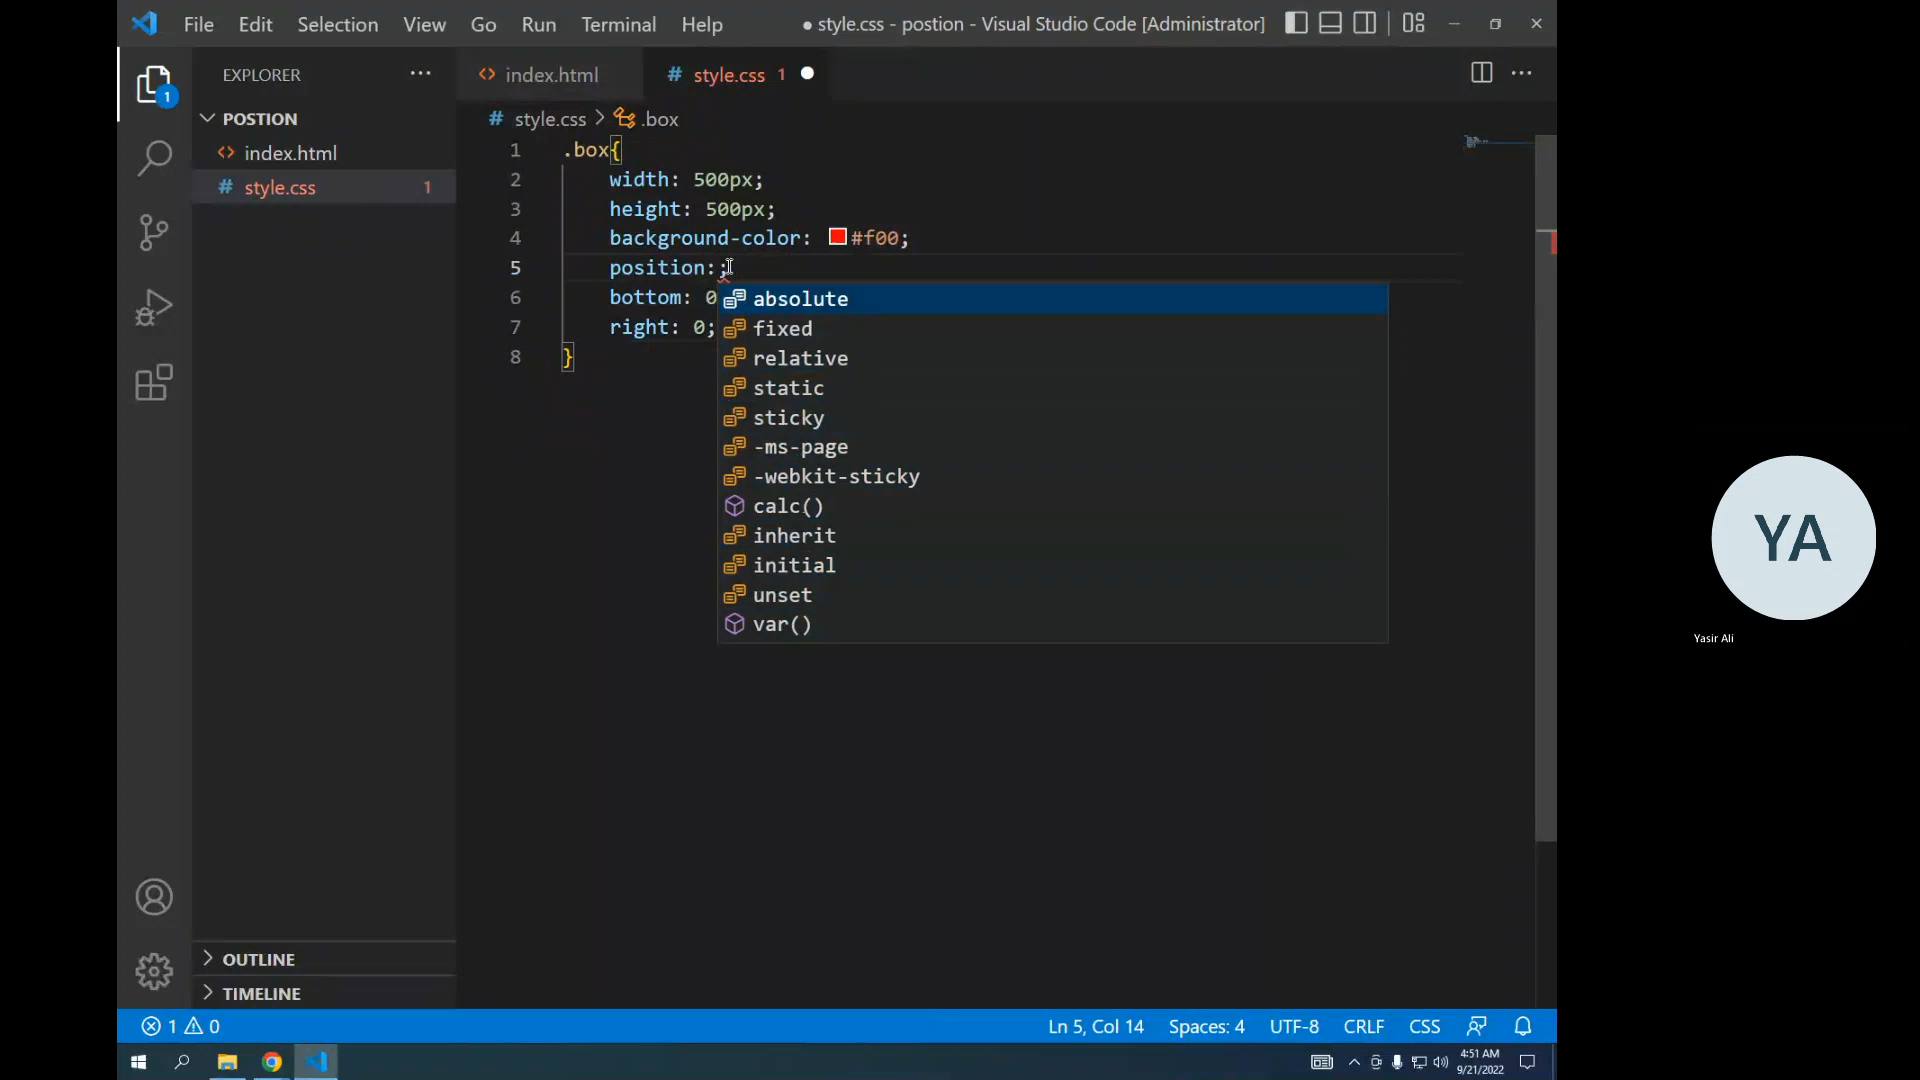 File Edit Selection View Go Run Terminal Help
● style.css - postion - Visual Studio Code [Administrator]
EXPLORER
index.html
style.css 1
POSTION
index.html
style.css 1
style.css > .box
1 .box{
2 width: 500px;
3 height: 500px;
4 background-color: #f00;
5 position:;
6 bottom: 0
7 right: 0;
8 }
absolute
fixed
relative
static
sticky
-ms-page
-webkit-sticky
calc()
inherit
initial
unset
var()
1
OUTLINE
TIMELINE
1 0
Ln 5, Col 14 Spaces: 4 UTF-8 CRLF CSS
4:51 AM
9/21/2022
YA
Yasir Ali